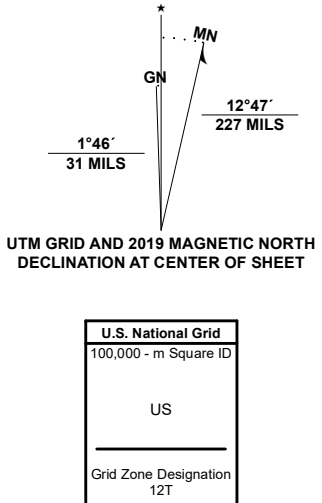 ★
MN
GN
12°47´
227 MILS
1°46´
31 MILS
UTM GRID AND 2019 MAGNETIC NORTH
DECLINATION AT CENTER OF SHEET
U.S. National Grid
100,000 - m Square ID
US
Grid Zone Designation
12T